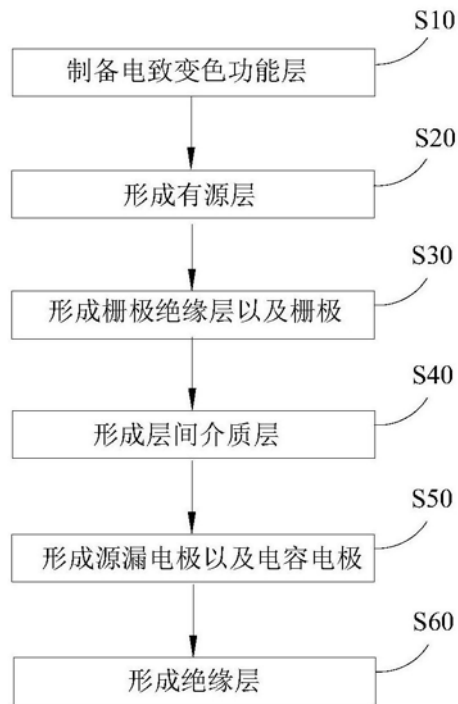 S10
制备电致变色功能层
S20
形成有源层
S30
形成栅极绝缘层以及栅极
S40
形成层间介质层
S50
形成源漏电极以及电容电极
S60
形成绝缘层